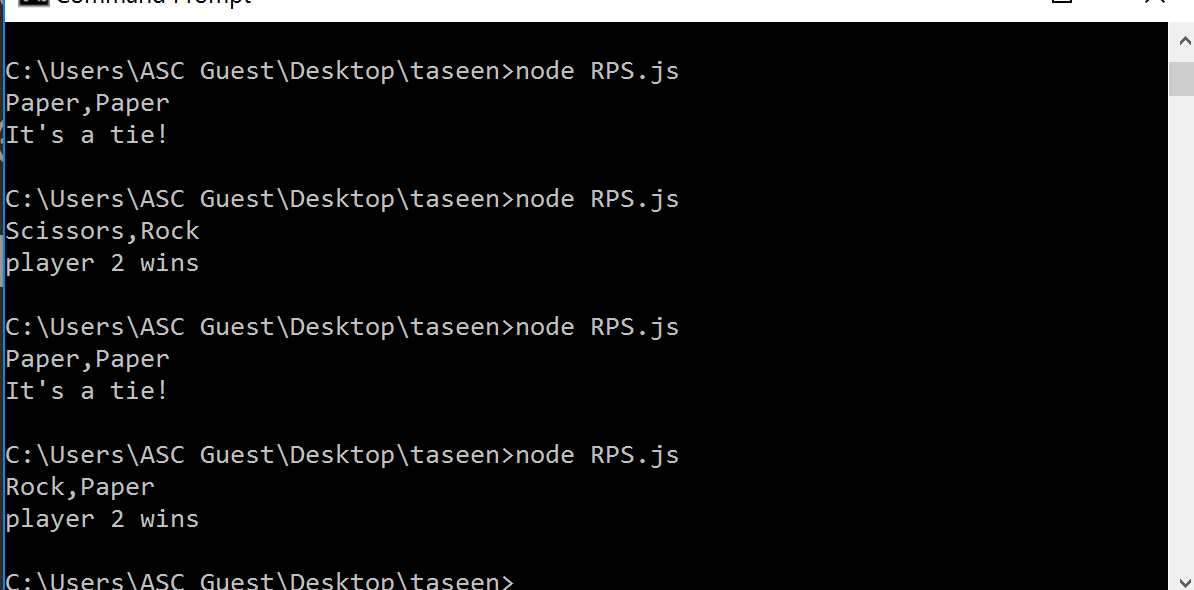 Command Prompt
C:\Users\ASC Guest\Desktop\taseen>node RPS.js
Paper,Paper
It's a tie!
C:\Users\ASC Guest\Desktop\taseen>node RPS.js
Scissors,Rock
player 2 wins
C:\Users\ASC Guest\Desktop\taseen>node RPS.js
Paper,Paper
It's a tie!
C:\Users\ASC Guest\Desktop\taseen>node RPS.js
Rock,Paper
player 2 wins
C:\Users\ASC Guest\Desktop\taseen>